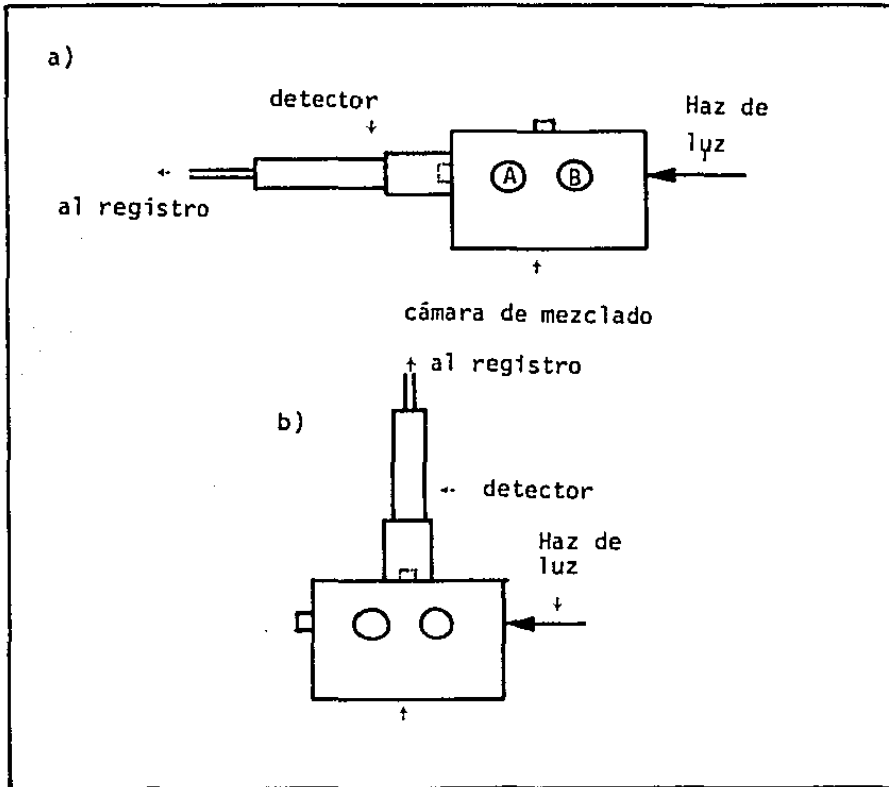 a)
detector
Haz de
luz
A
B
al registro
cámara de mezclado
al registro
b)
detector
Haz de
luz